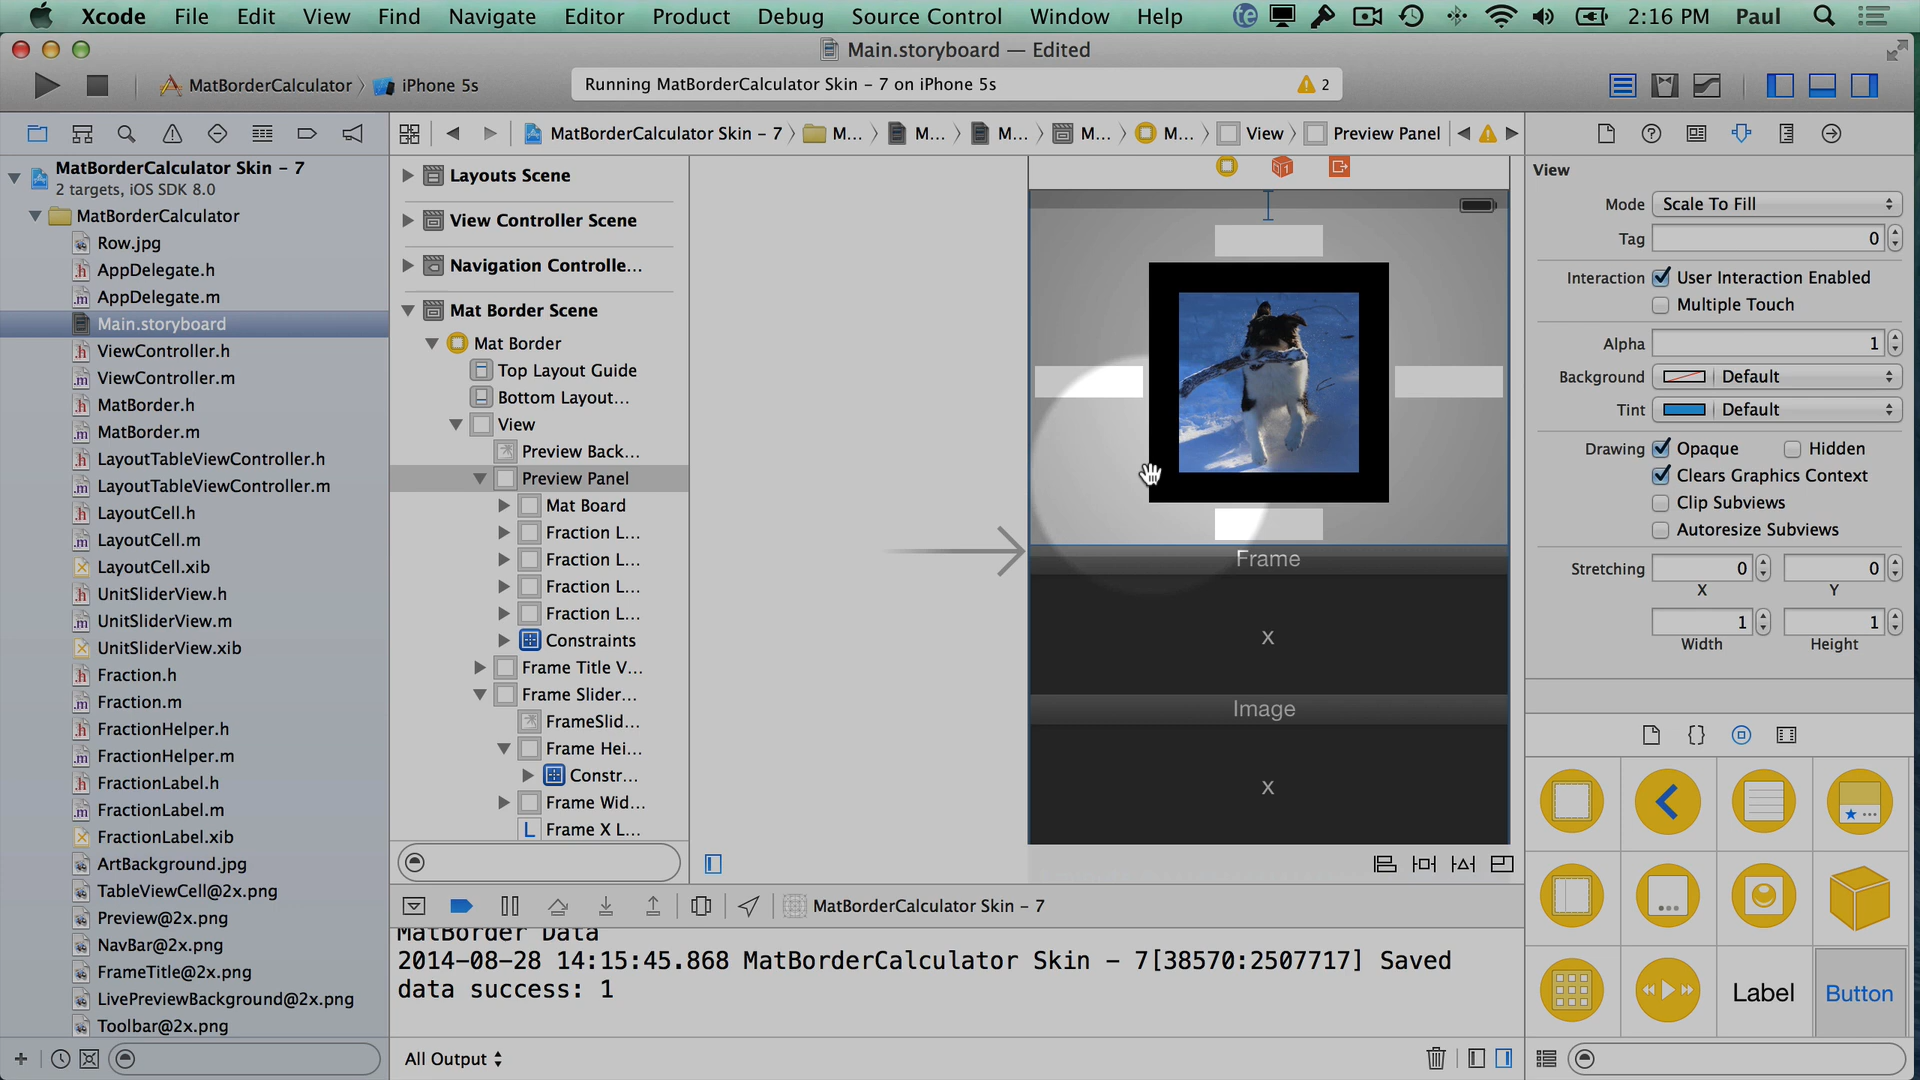 Xcode File Edit View Find Navigate Editor Product Debug Source Control Window Help te 2:16 PM Paul
Main.storyboard — Edited
MatBorderCalculator iPhone 5s
Running MatBorderCalculator Skin - 7 on iPhone 5s 2
MatBorderCalculator Skin - 7 M... M... M... M... M... View Preview Panel
MatBorderCalculator Skin - 7
2 targets, iOS SDK 8.0
MatBorderCalculator
Row.jpg
AppDelegate.h
AppDelegate.m
Main.storyboard
ViewController.h
ViewController.m
MatBorder.h
MatBorder.m
LayoutTableViewController.h
LayoutTableViewController.m
LayoutCell.h
LayoutCell.m
LayoutCell.xib
UnitSliderView.h
UnitSliderView.m
UnitSliderView.xib
Fraction.h
Fraction.m
FractionHelper.h
FractionHelper.m
FractionLabel.h
FractionLabel.m
FractionLabel.xib
ArtBackground.jpg
TableViewCell@2x.png
Preview@2x.png
NavBar@2x.png
FrameTitle@2x.png
LivePreviewBackground@2x.png
Toolbar@2x.png
Layouts Scene
View Controller Scene
Navigation Controlle...
Mat Border Scene
Mat Border
Top Layout Guide
Bottom Layout...
View
Preview Back...
Preview Panel
Mat Board
Fraction L...
Fraction L...
Fraction L...
Fraction L...
Constraints
Frame Title V...
Frame Slider...
FrameSlid...
Frame Hei...
Constr...
Frame Wid...
L Frame X L...
Frame
x
Image
x
MatBorderCalculator Skin - 7
MatBorder Data
2014-08-28 14:15:45.868 MatBorderCalculator Skin - 7[38570:2507717] Saved
data success: 1
All Output
View
Mode Scale To Fill
Tag 0
Interaction User Interaction Enabled
Multiple Touch
Alpha 1
Background Default
Tint Default
Drawing Opaque Hidden
Clears Graphics Context
Clip Subviews
Autoresize Subviews
Stretching 0 0
X Y
1 1
Width Height
Label Button